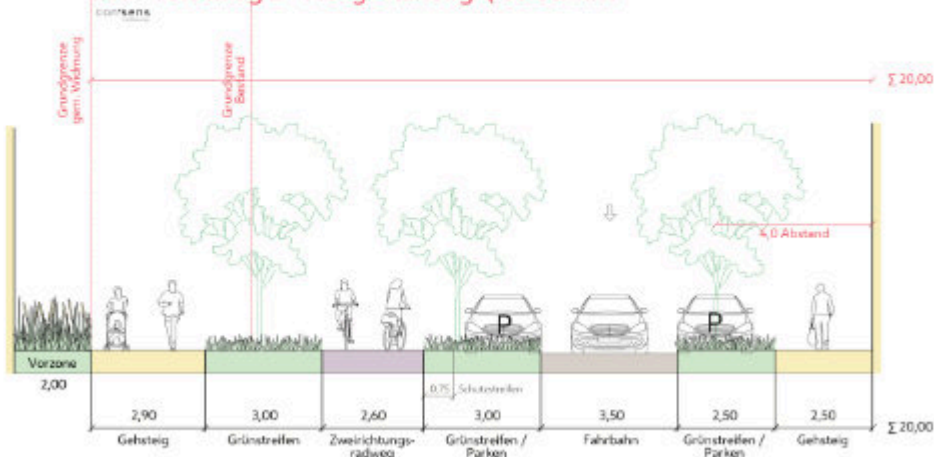 con*sens
Grundgrenze
gem. Widmung
Grundgrenze
Bestand
∑ 20,00
4,0 Abstand
P
P
Vorzone
2,00
0,75 Schutzstreifen
2,90
3,00
2,60
3,00
3,50
2,50
2,50
∑ 20,00
Gehsteig
Grünstreifen
Zweirichtungs-
radweg
Grünstreifen /
Parken
Fahrbahn
Grünstreifen /
Parken
Gehsteig